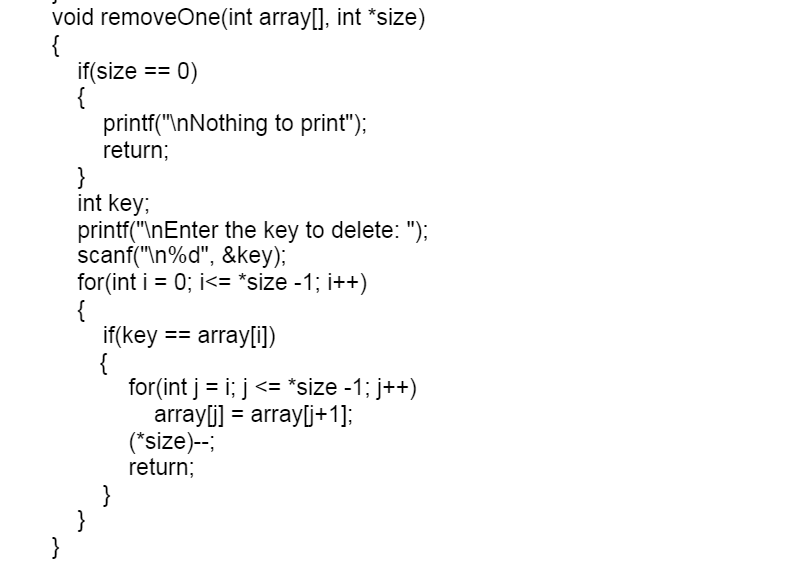 void removeOne(int array[], int *size)
{
if(size == 0)
{
printf("\nNothing to print");
return;
}
int key;
printf("\nEnter the key to delete: ");
scanf("\n%d", &key);
for(int i = 0; i<= *size -1; i++)
{
if(key == array[i])
{
for(int j = i; j <= *size -1; j++)
array[j] = array[j+1];
(*size)--;
return;
}
}
}